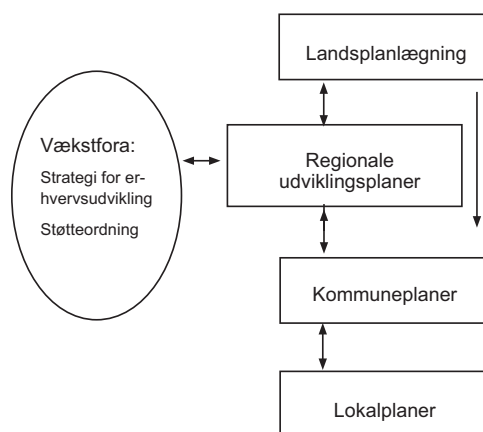 Landsplanlægning
Vækstfora:
Strategi for er-
hvervsudvikling
Støtteordning
Regionale
udviklingsplaner
Kommuneplaner
Lokalplaner